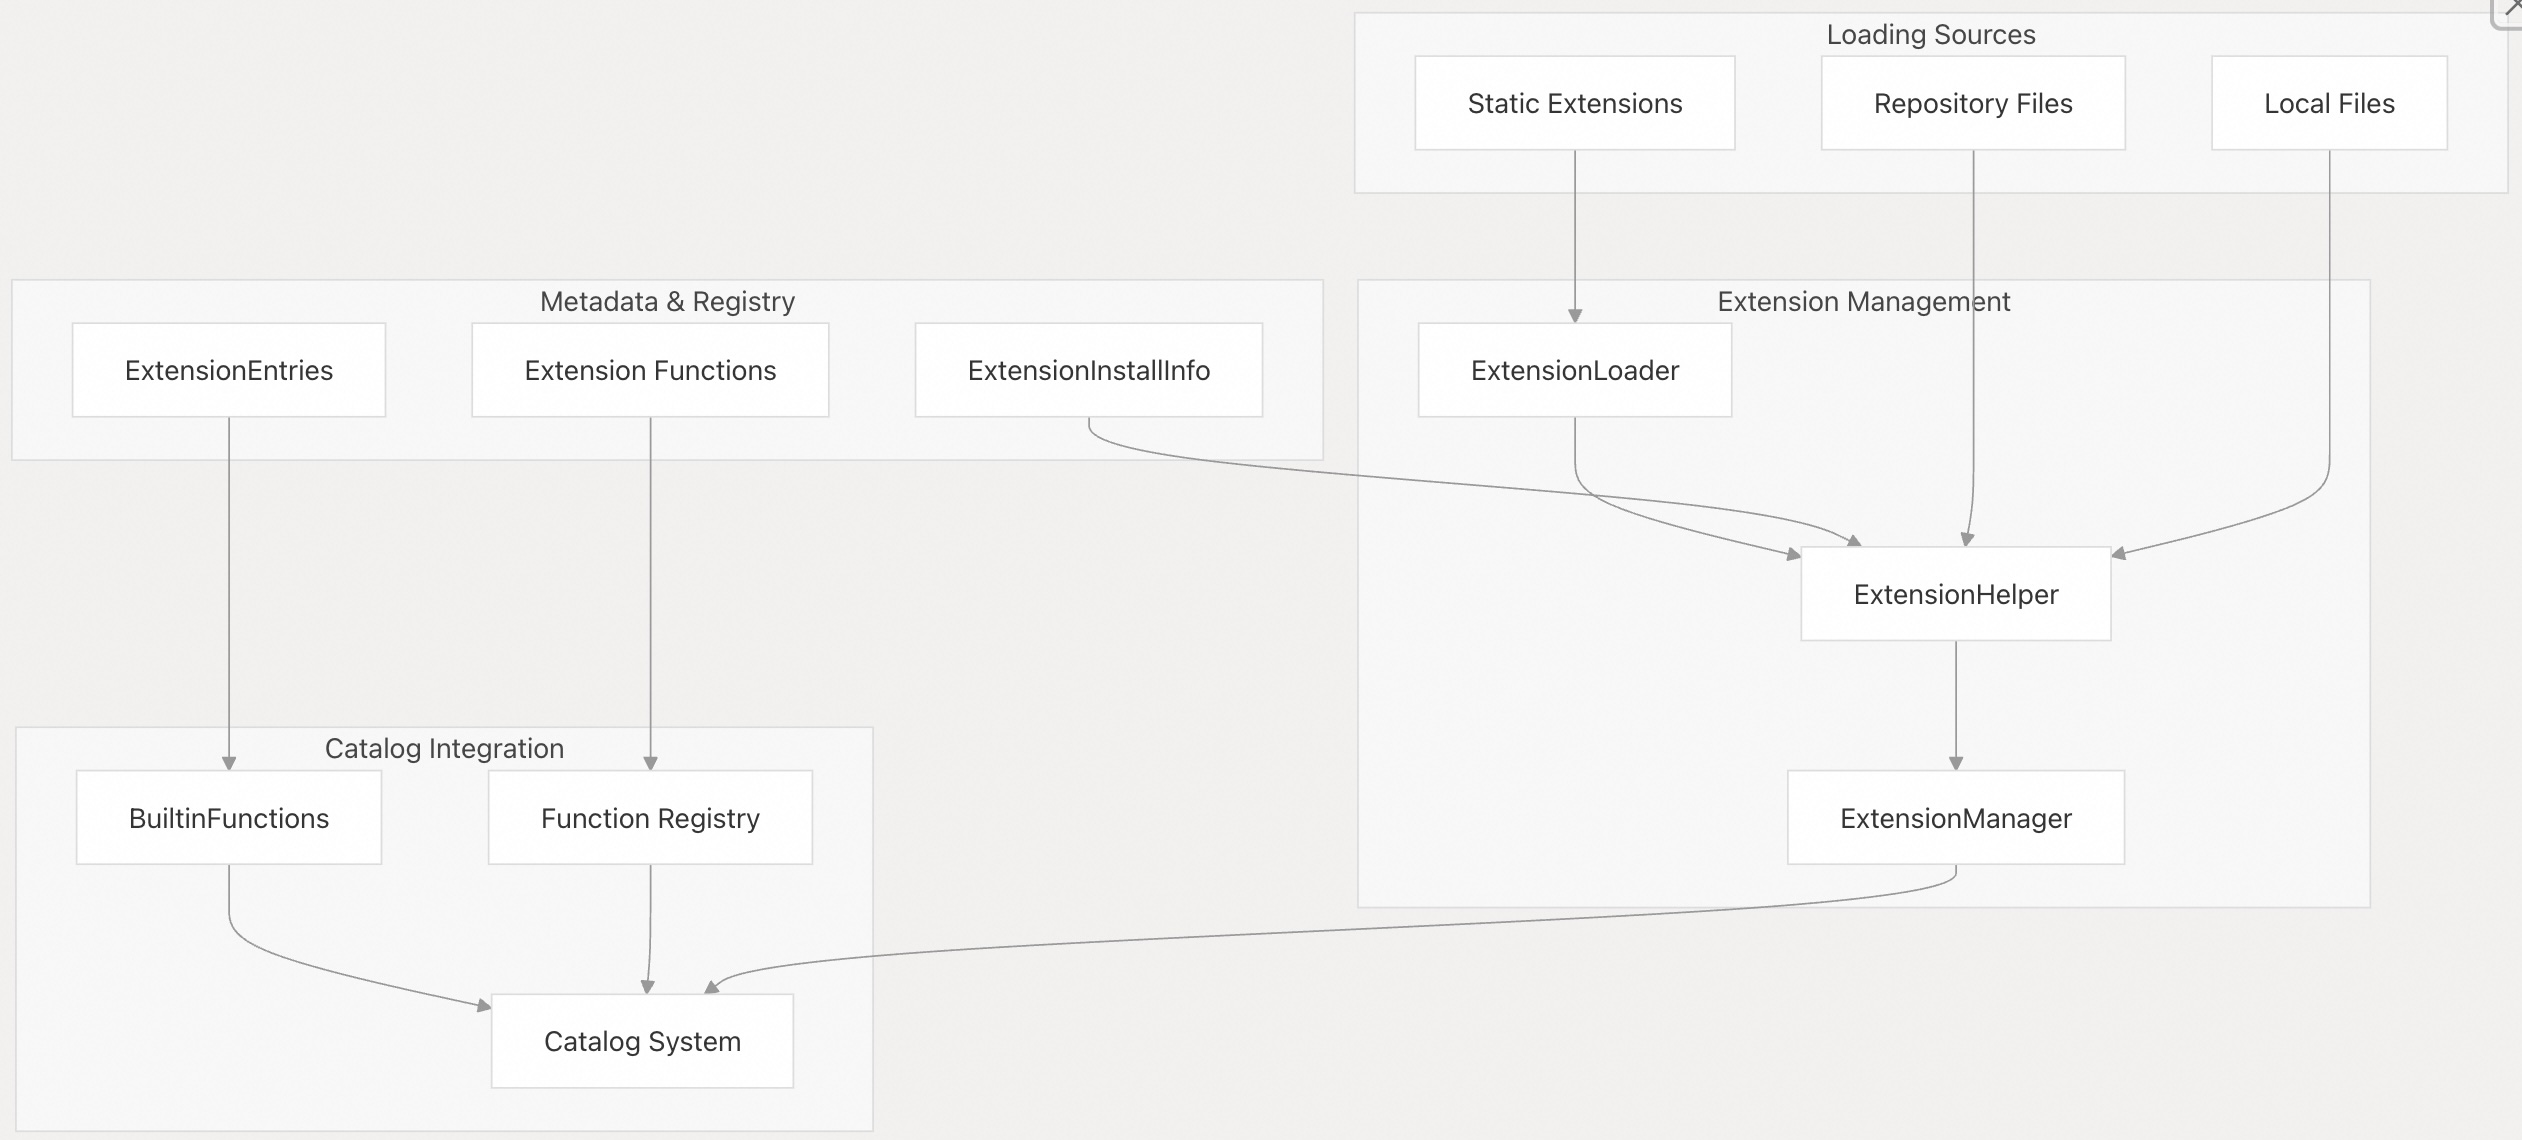 Loading Sources
Static Extensions
Repository Files
Local Files
Metadata & Registry
ExtensionEntries
Extension Functions
ExtensionInstallInfo
Extension Management
ExtensionLoader
ExtensionHelper
Catalog Integration
BuiltinFunctions
Function Registry
ExtensionManager
Catalog System